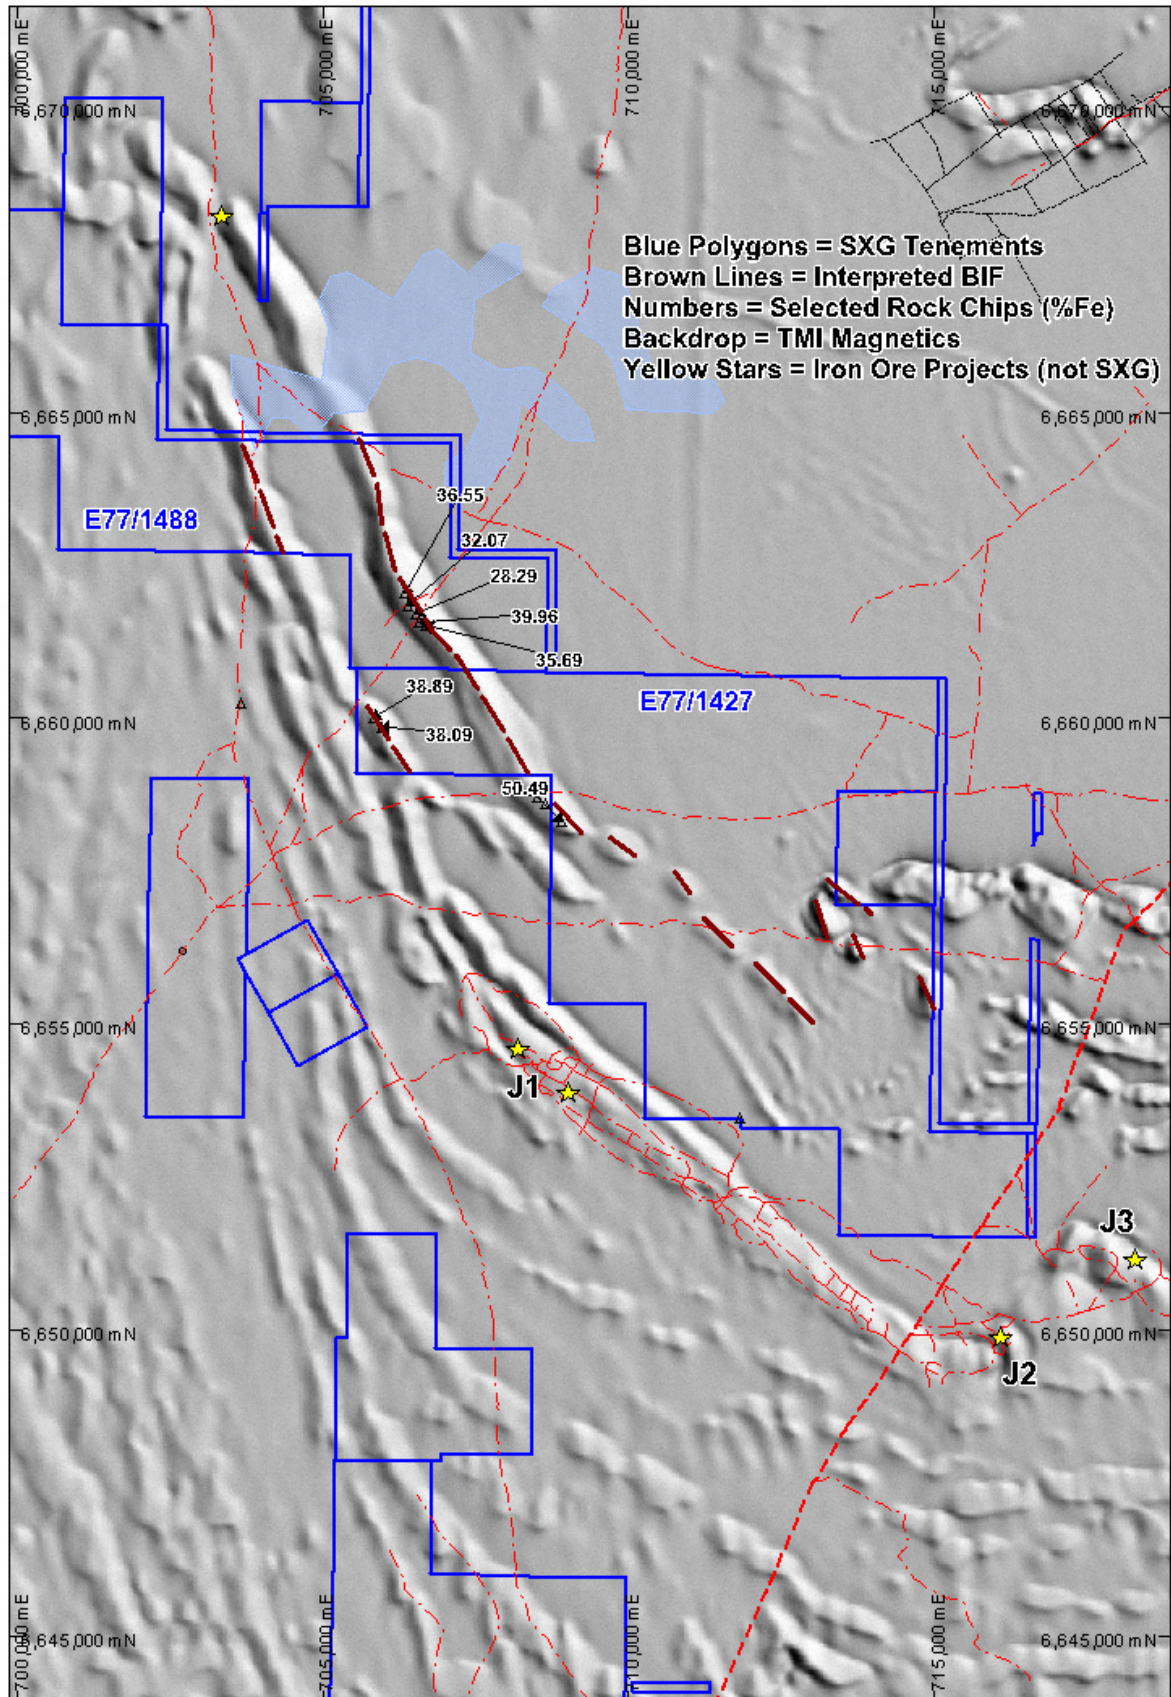 700,000 mE
705,000 mE
710,000 mE
715,000 mE
6,670,000 mN
6,670,000 mN
Blue Polygons = SXG Tenements
Brown Lines = Interpreted BIF
Numbers = Selected Rock Chips (%Fe)
Backdrop = TMI Magnetics
Yellow Stars = Iron Ore Projects (not SXG)
6,665,000 mN
6,665,000 mN
36.55
E77/1488
32.07
28.29
39.96
35.69
38.89
E77/1427
6,660,000 mN
6,660,000 mN
38.09
50.49
6,655,000 mN
6,655,000 mN
J1
J3
6,650,000 mN
6,650,000 mN
J2
6,645,000 mN
6,645,000 mN
700,000 mE
705,000 mE
710,000 mE
715,000 mE